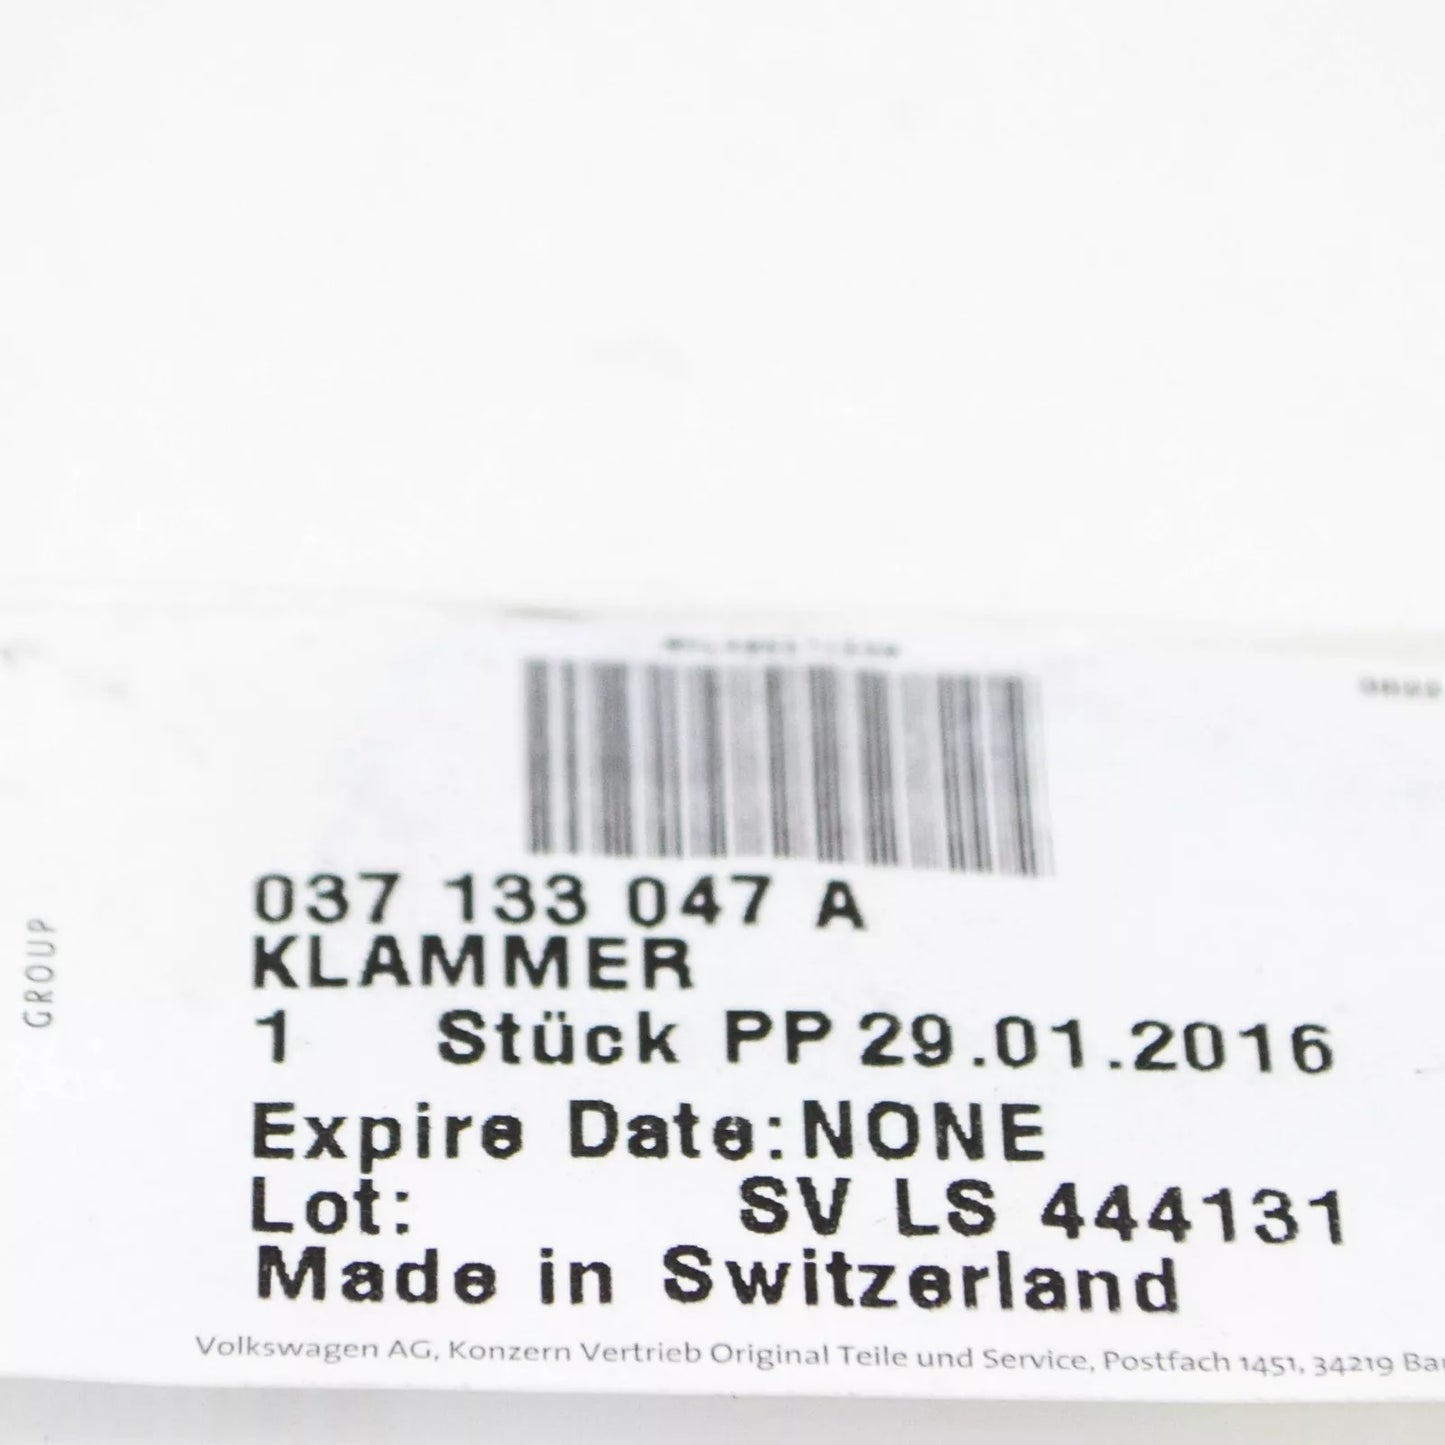 037 133 047 A
KLAMMER
1 Stück PP 29.01.2016
Expire Date:NONE
Lot: SV LS 444131
Made in Switzerland
Volkswagen AG, Konzern Vertrieb Original Teile und Service, Postfach 1451, 34219
GROUP